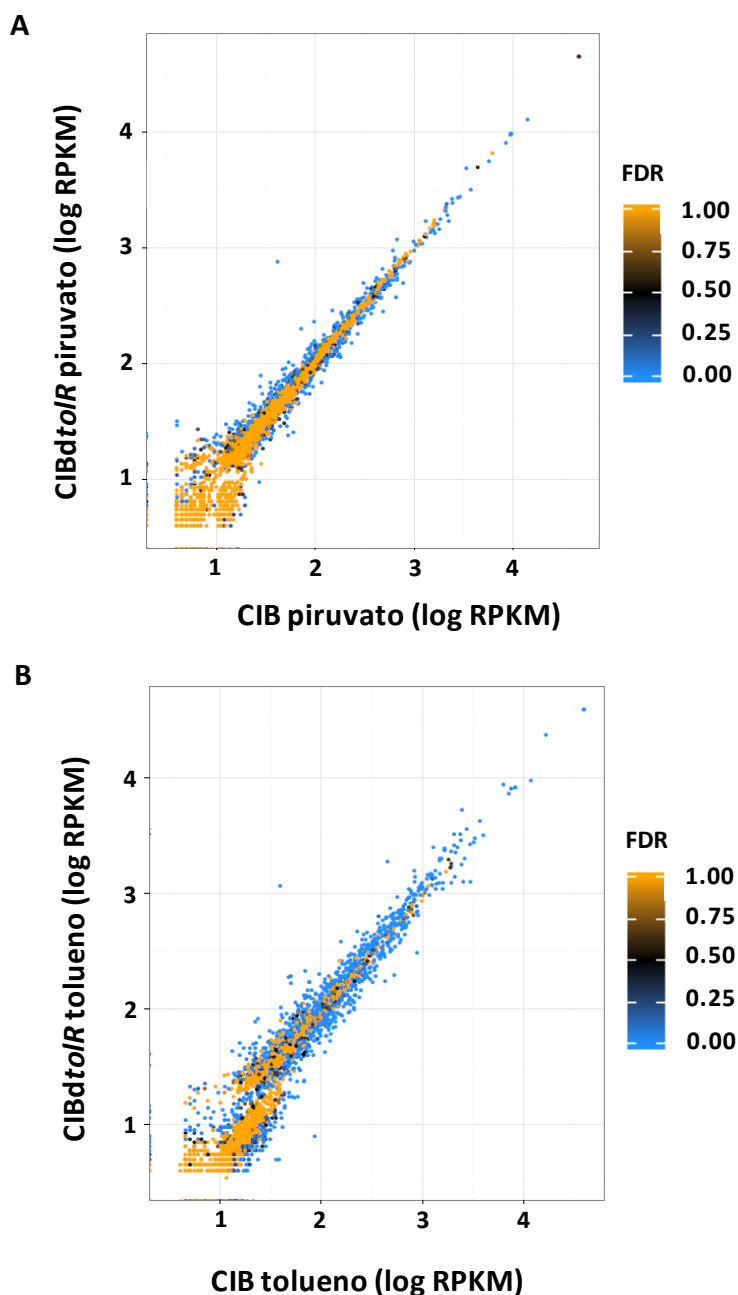 A
CIBdtolR piruvato (log RPKM)
4
3
2
1
1 2 3 4
CIB piruvato (log RPKM)
FDR
1.00
0.75
0.50
0.25
0.00
B
CIBdtolR tolueno (log RPKM)
4
3
2
1
1 2 3 4
CIB tolueno (log RPKM)
FDR
1.00
0.75
0.50
0.25
0.00